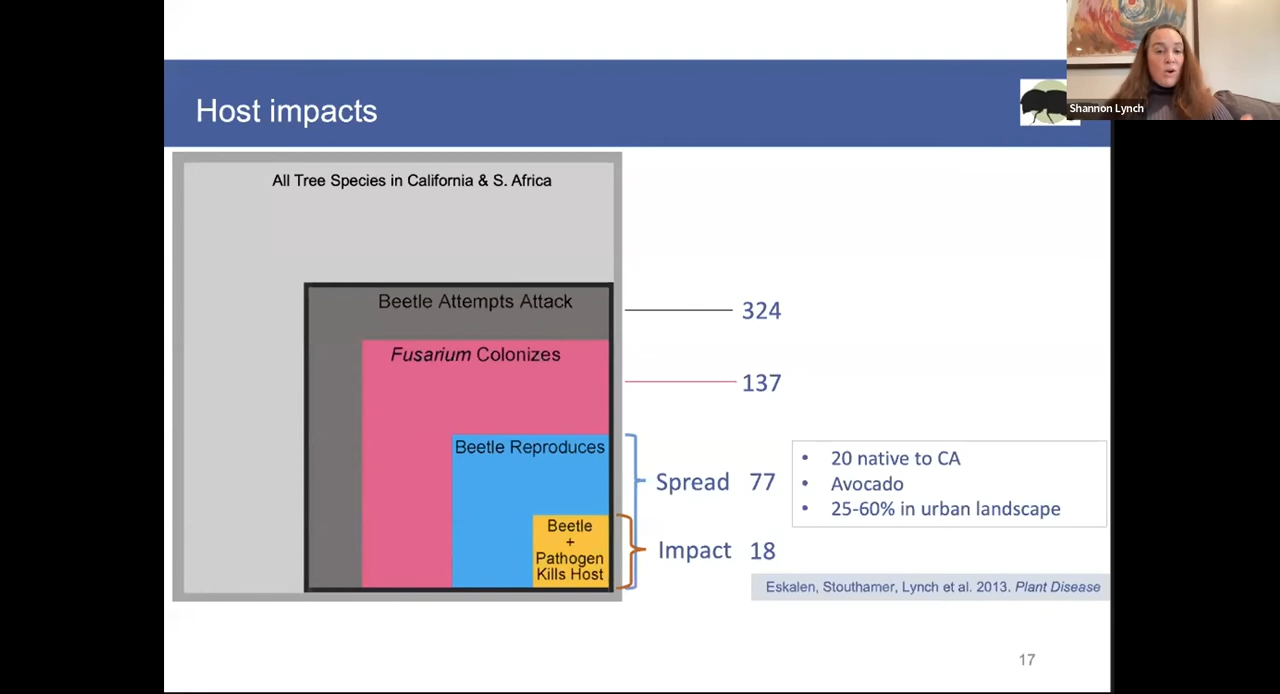 Host impacts
Shannon Lynch
All Tree Species in California & S. Africa
Beetle Attempts Attack
324
Fusarium Colonizes
137
Beetle Reproduces
Spread 77
• 20 native to CA
• Avocado
• 25-60% in urban landscape
Beetle
+
Pathogen
Kills Host
Impact 18
Eskalen, Stouthamer, Lynch et al. 2013. Plant Disease
17